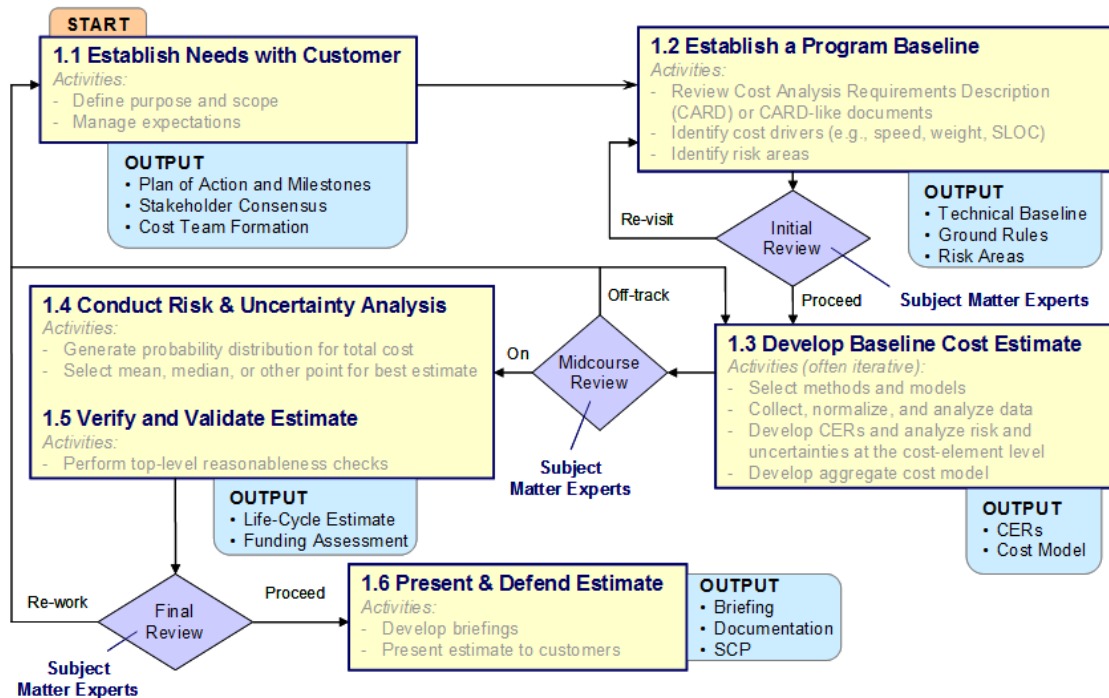 START
1.1 Establish Needs with Customer
Activities:
- Define purpose and scope
- Manage expectations
OUTPUT
• Plan of Action and Milestones
• Stakeholder Consensus
• Cost Team Formation
1.2 Establish a Program Baseline
Activities:
- Review Cost Analysis Requirements Description
(CARD) or CARD-like documents
- Identify cost drivers (e.g., speed, weight, SLOC)
- Identify risk areas
OUTPUT
• Technical Baseline
• Ground Rules
• Risk Areas
Re-visit
Initial
Review
Subject Matter Experts
Proceed
1.3 Develop Baseline Cost Estimate
Activities (often iterative):
- Select methods and models
- Collect, normalize, and analyze data
- Develop CERs and analyze risk and
uncertainties at the cost-element level
- Develop aggregate cost model
OUTPUT
• CERs
• Cost Model
Off-track
Midcourse
Review
On
Subject
Matter Experts
1.4 Conduct Risk & Uncertainty Analysis
Activities:
- Generate probability distribution for total cost
- Select mean, median, or other point for best estimate
1.5 Verify and Validate Estimate
Activities:
- Perform top-level reasonableness checks
OUTPUT
• Life-Cycle Estimate
• Funding Assessment
Re-work
Final
Review
Proceed
Subject
Matter Experts
1.6 Present & Defend Estimate
Activities:
- Develop briefings
- Present estimate to customers
OUTPUT
• Briefing
• Documentation
• SCP